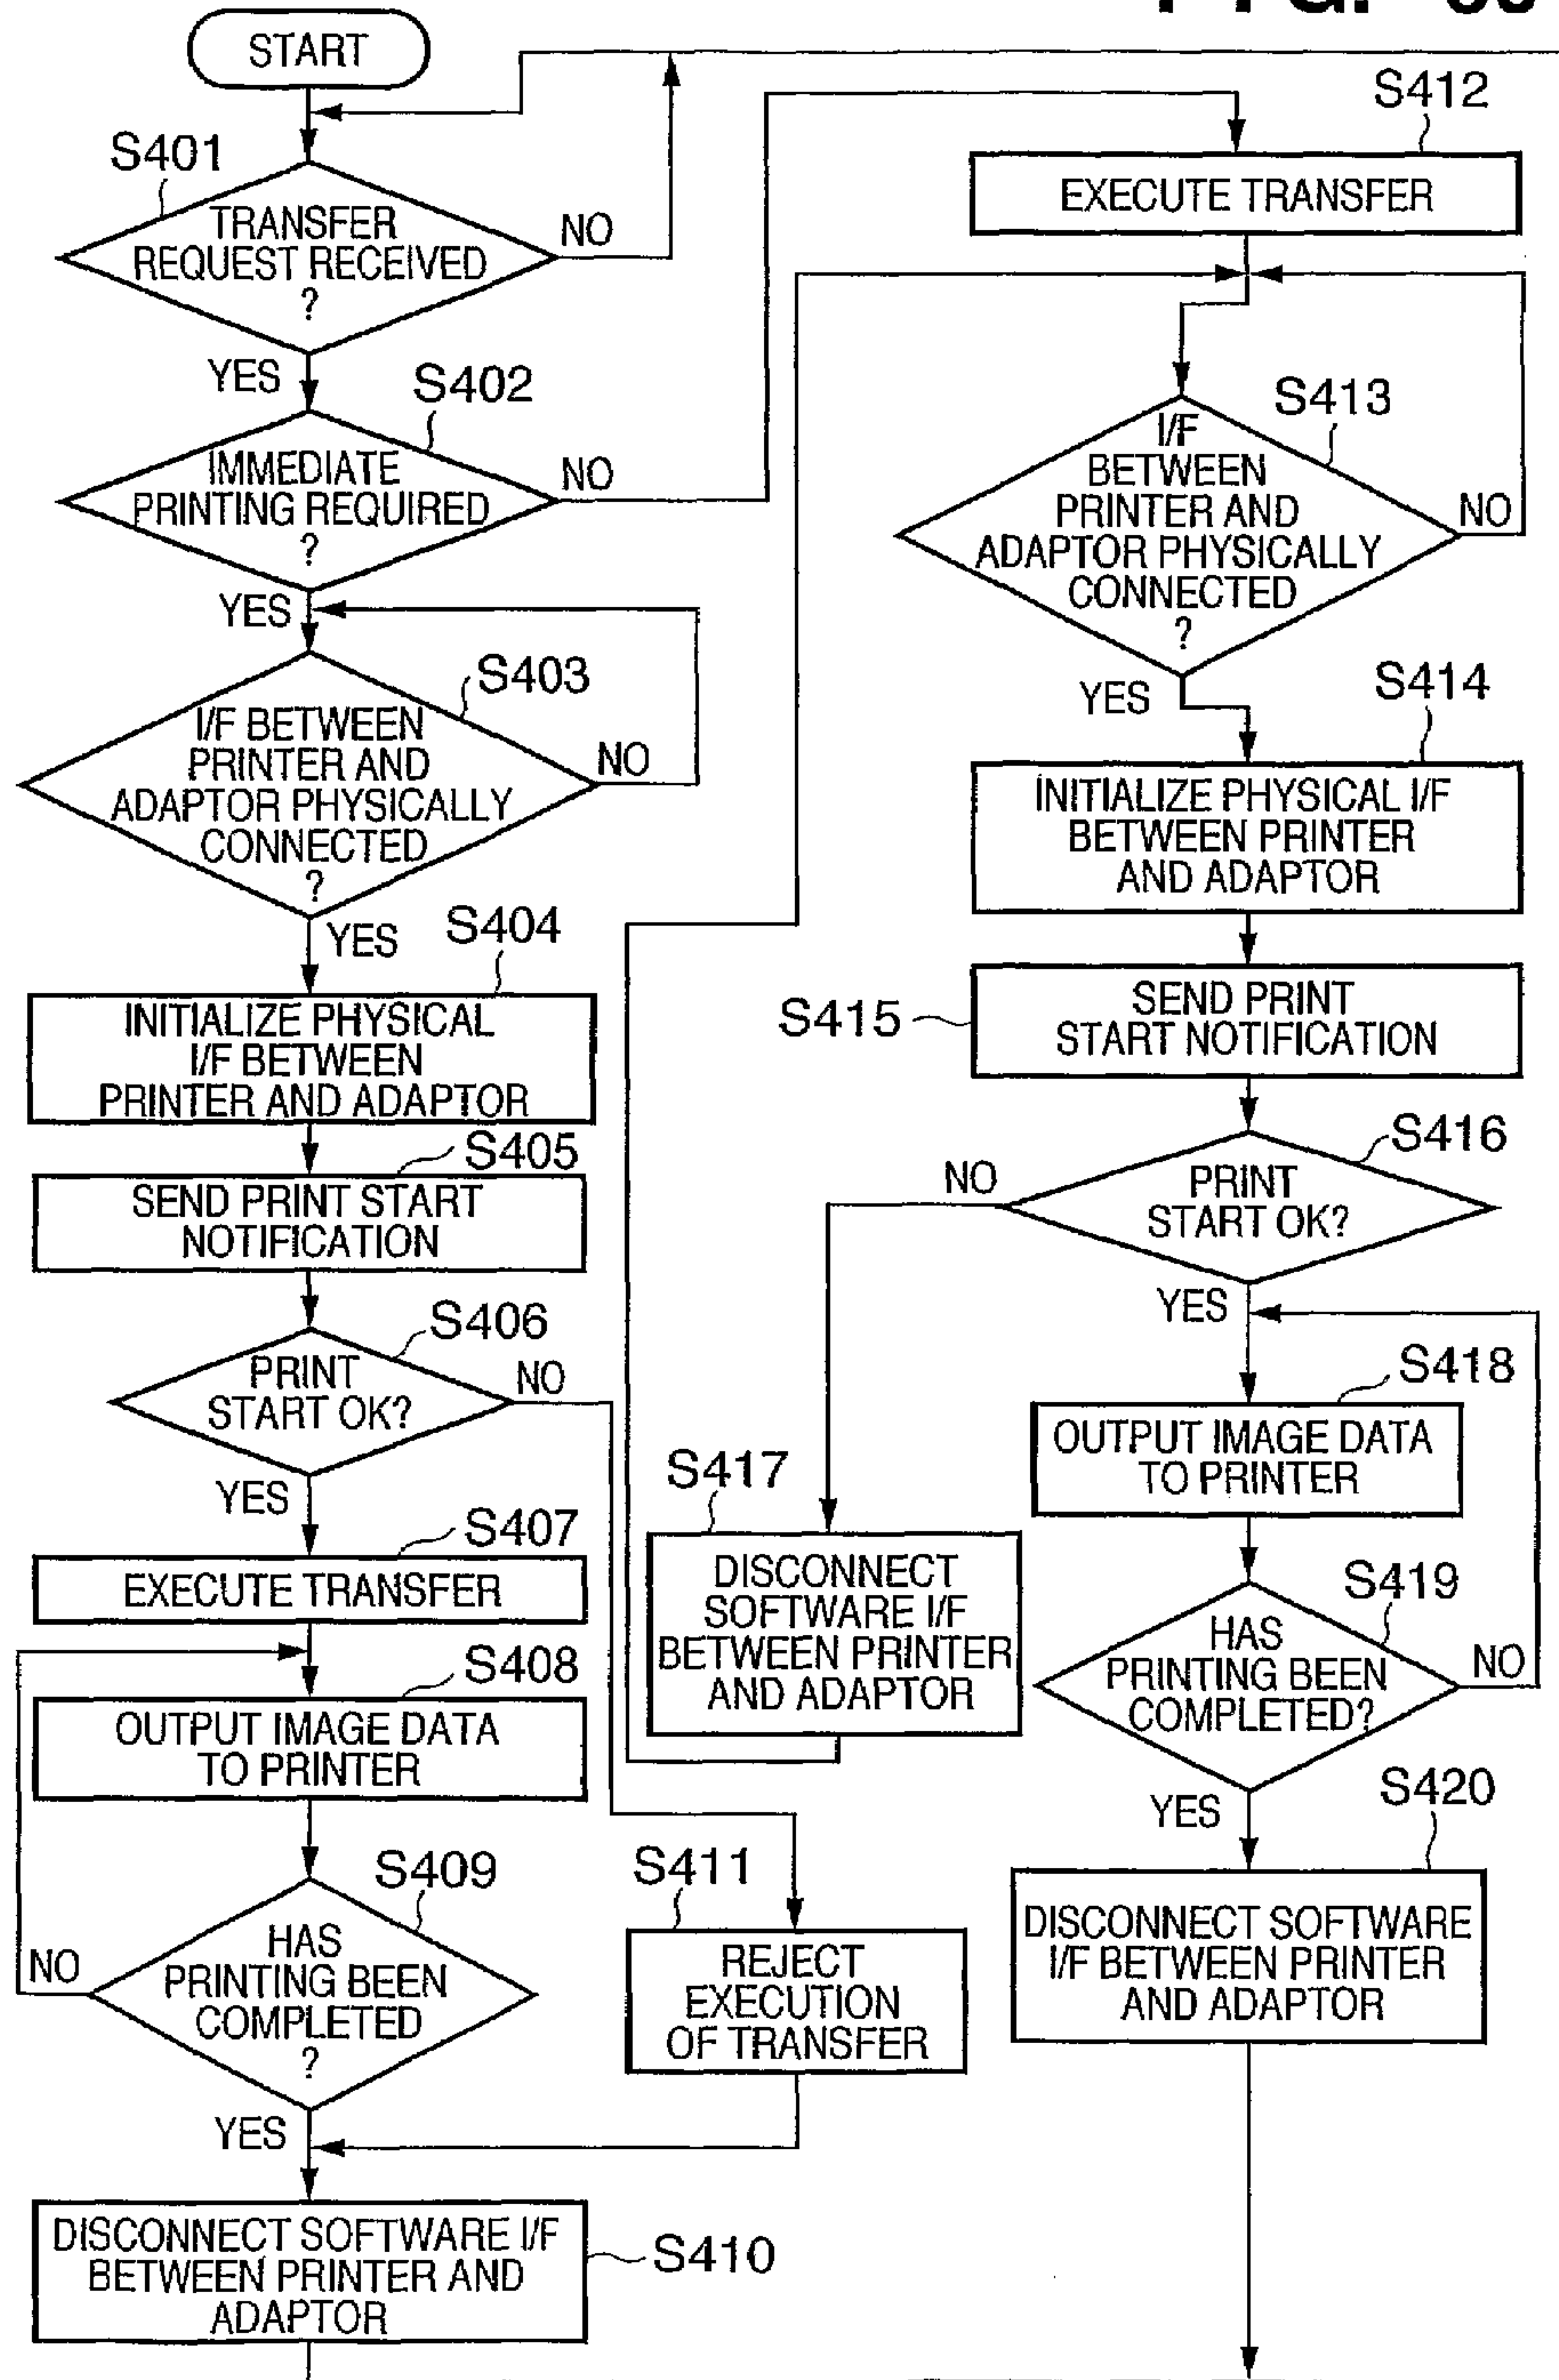 START
S401
TRANSFER
REQUEST RECEIVED
?
NO
YES
S402
IMMEDIATE
PRINTING REQUIRED
?
NO
YES
S403
I/F BETWEEN
PRINTER AND
ADAPTOR PHYSICALLY
CONNECTED
?
NO
YES
S404
INITIALIZE PHYSICAL
I/F BETWEEN
PRINTER AND ADAPTOR
S405
SEND PRINT START
NOTIFICATION
S406
PRINT
START OK?
NO
YES
S407
EXECUTE TRANSFER
S408
OUTPUT IMAGE DATA
TO PRINTER
S409
HAS
PRINTING BEEN
COMPLETED
?
NO
YES
S410
DISCONNECT SOFTWARE I/F
BETWEEN PRINTER AND
ADAPTOR
S411
REJECT
EXECUTION
OF TRANSFER
S412
EXECUTE TRANSFER
S413
I/F
BETWEEN
PRINTER AND
ADAPTOR PHYSICALLY
CONNECTED
?
NO
YES
S414
INITIALIZE PHYSICAL I/F
BETWEEN PRINTER
AND ADAPTOR
S415
SEND PRINT
START NOTIFICATION
S416
PRINT
START OK?
NO
YES
S417
DISCONNECT
SOFTWARE I/F
BETWEEN PRINTER
AND ADAPTOR
S418
OUTPUT IMAGE DATA
TO PRINTER
S419
HAS
PRINTING BEEN
COMPLETED?
NO
YES
S420
DISCONNECT SOFTWARE
I/F BETWEEN PRINTER
AND ADAPTOR
FIG.